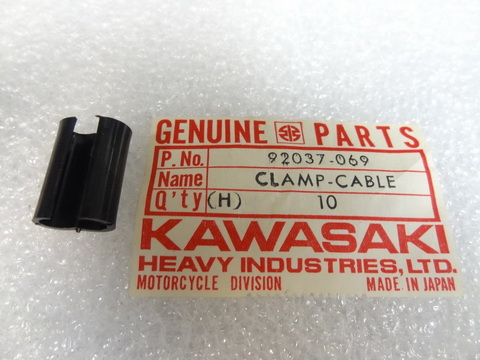 GENUINE PARTS
P. No. 92037-069
Name CLAMP-CABLE
Q'ty (H) 10
KAWASAKI
HEAVY INDUSTRIES, LTD.
MOTORCYCLE DIVISION MADE IN JAPAN